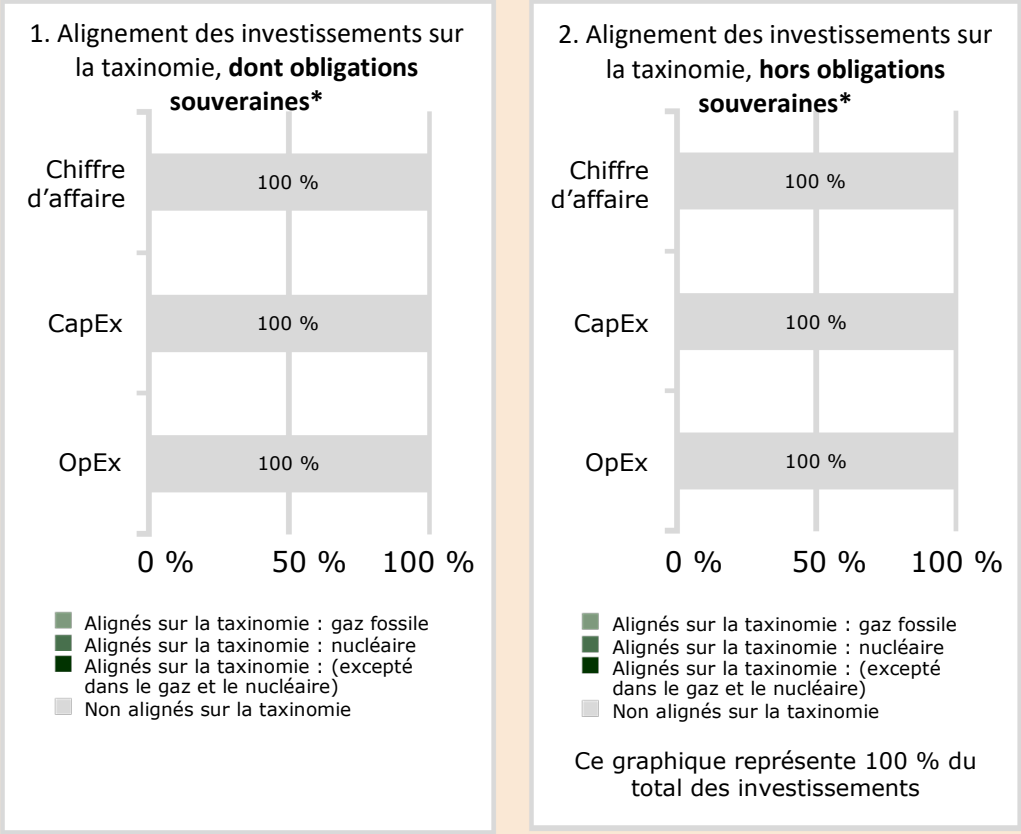 1. Alignement des investissements sur
la taxinomie, dont obligations
souveraines*
Chiffre
d’affaire
100 %
CapEx
100 %
OpEx
100 %
0 %
50 %
100 %
Alignés sur la taxinomie : gaz fossile
Alignés sur la taxinomie : nucléaire
Alignés sur la taxinomie : (excepté
dans le gaz et le nucléaire)
Non alignés sur la taxinomie
2. Alignement des investissements sur
la taxinomie, hors obligations
souveraines*
Chiffre
d’affaire
100 %
CapEx
100 %
OpEx
100 %
0 %
50 %
100 %
Alignés sur la taxinomie : gaz fossile
Alignés sur la taxinomie : nucléaire
Alignés sur la taxinomie : (excepté
dans le gaz et le nucléaire)
Non alignés sur la taxinomie
Ce graphique représente 100 % du
total des investissements